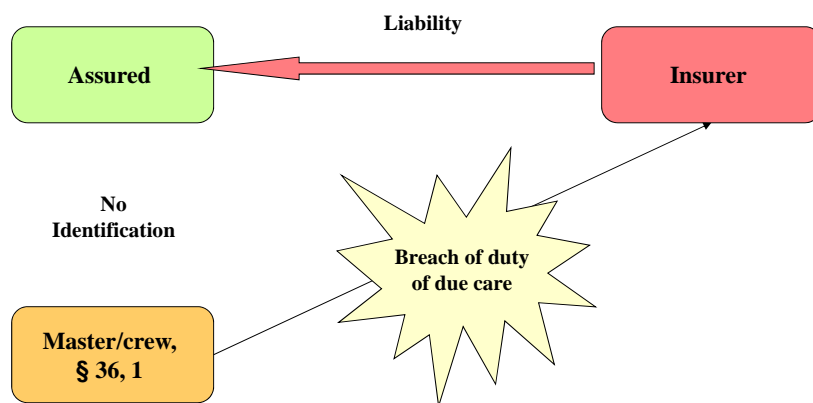 Liability
Assured
Insurer
No
Identification
Breach of duty
of due care
Master/crew,
§ 36, 1